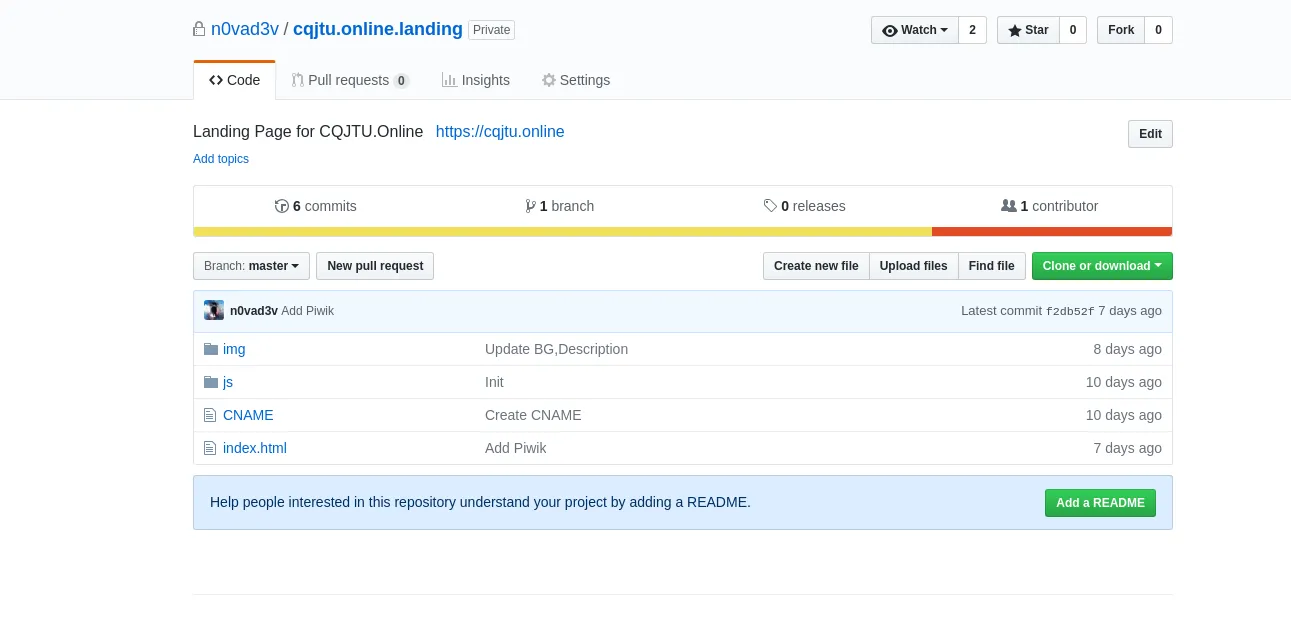 n0vad3v / cqjtu.online.landing Private Watch 2 Star 0 Fork 0
Code Pull requests 0 Insights Settings
Landing Page for CQJTU.Online https://cqjtu.online Edit
Add topics
6 commits 1 branch 0 releases 1 contributor
Branch: master New pull request Create new file Upload files Find file Clone or download
n0vad3v Add Piwik Latest commit f2db52f 7 days ago
img Update BG,Description 8 days ago
js Init 10 days ago
CNAME Create CNAME 10 days ago
index.html Add Piwik 7 days ago
Help people interested in this repository understand your project by adding a README. Add a README